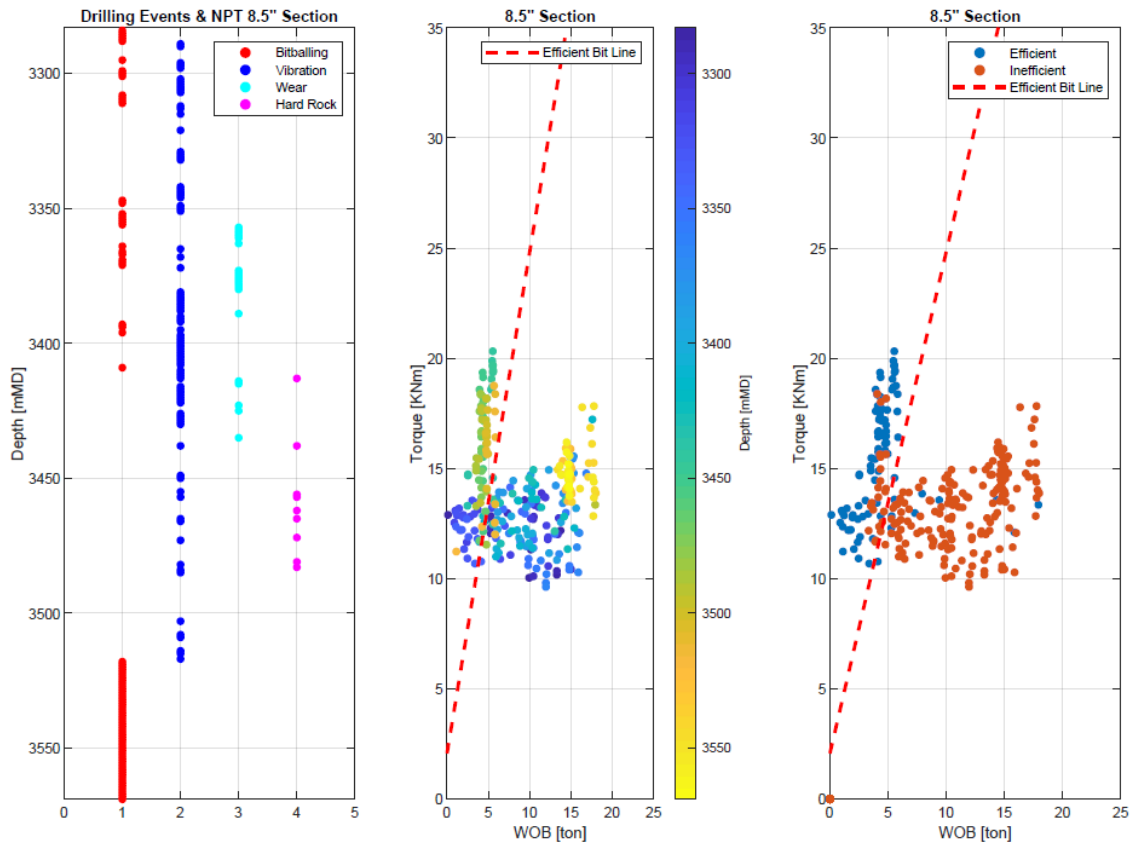 Drilling Events & NPT 8.5" Section
Bitballing
Vibration
Wear
Hard Rock
3300
3350
3400
3450
3500
3550
Depth [mMD]
0
1
2
3
4
5
8.5" Section
Efficient Bit Line
35
30
25
20
15
10
5
0
Torque [KNm]
0
5
10
15
20
25
WOB [ton]
3300
3350
3400
3450
3500
3550
Depth [mMD]
8.5" Section
Efficient
Inefficient
Efficient Bit Line
35
30
25
20
15
10
5
0
Torque [KNm]
0
5
10
15
20
25
WOB [ton]